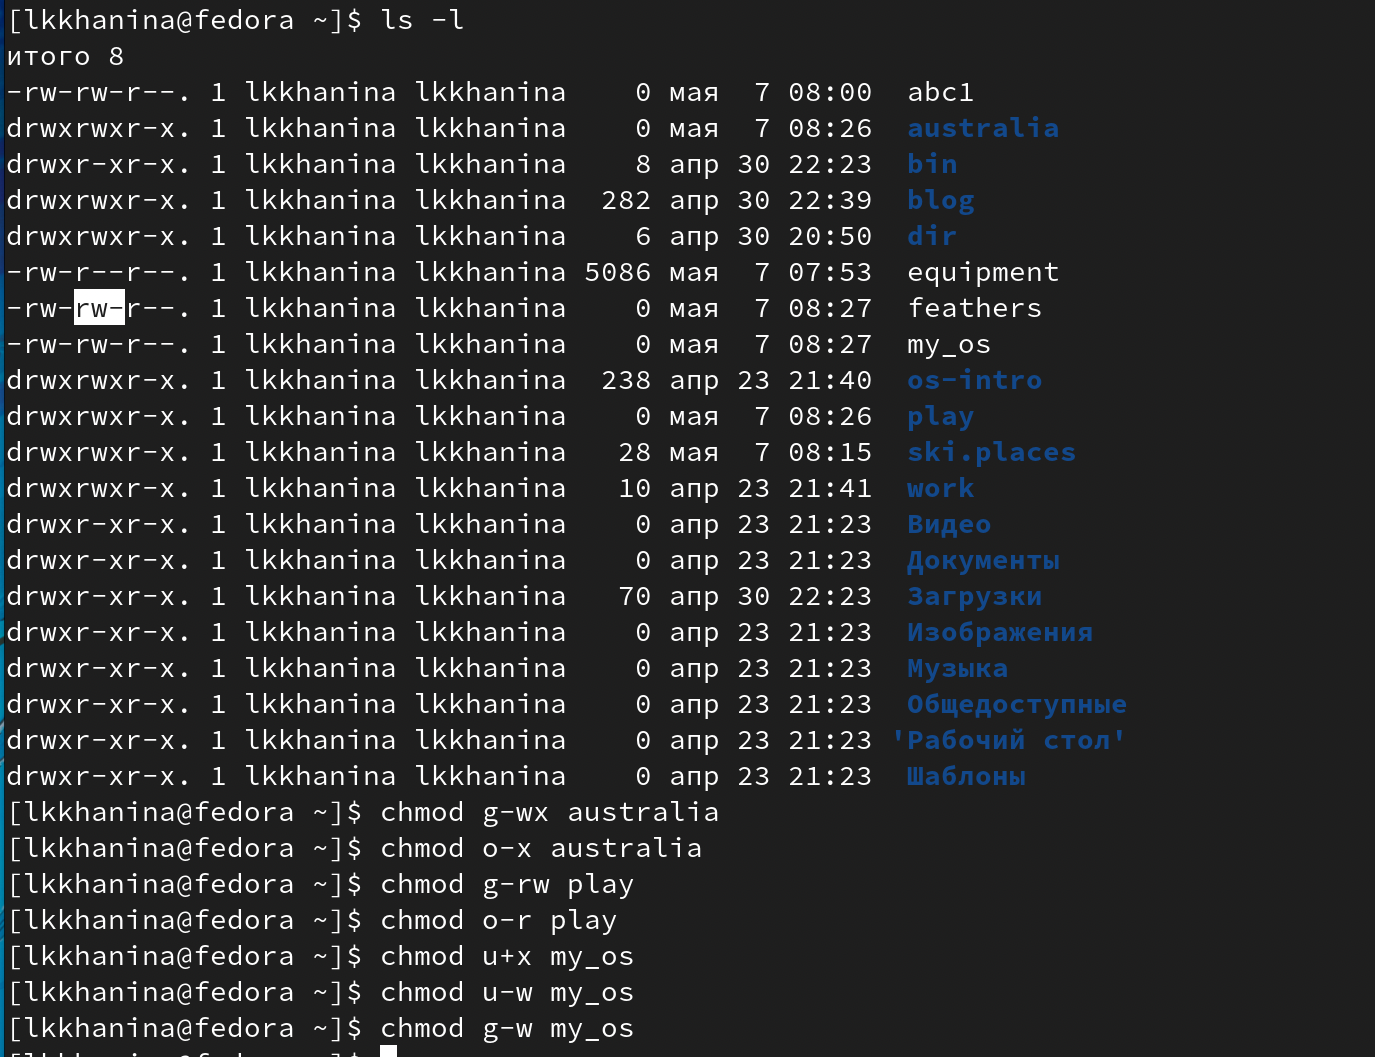 [lkkhanina@fedora ~]$ ls -l
итого 8
-rw-rw-r--. 1 lkkhanina lkkhanina    0 мая  7 08:00  abc1
drwxrwxr-x. 1 lkkhanina lkkhanina    0 мая  7 08:26  australia
drwxr-xr-x. 1 lkkhanina lkkhanina    8 апр 30 22:23  bin
drwxrwxr-x. 1 lkkhanina lkkhanina  282 апр 30 22:39  blog
drwxrwxr-x. 1 lkkhanina lkkhanina    6 апр 30 20:50  dir
-rw-r--r--. 1 lkkhanina lkkhanina 5086 мая  7 07:53  equipment
-rw-rw-r--. 1 lkkhanina lkkhanina    0 мая  7 08:27  feathers
-rw-rw-r--. 1 lkkhanina lkkhanina    0 мая  7 08:27  my_os
drwxrwxr-x. 1 lkkhanina lkkhanina  238 апр 23 21:40  os-intro
drwxrwxr-x. 1 lkkhanina lkkhanina    0 мая  7 08:26  play
drwxrwxr-x. 1 lkkhanina lkkhanina   28 мая  7 08:15  ski.places
drwxrwxr-x. 1 lkkhanina lkkhanina   10 апр 23 21:41  work
drwxr-xr-x. 1 lkkhanina lkkhanina    0 апр 23 21:23  Видео
drwxr-xr-x. 1 lkkhanina lkkhanina    0 апр 23 21:23  Документы
drwxr-xr-x. 1 lkkhanina lkkhanina   70 апр 30 22:23  Загрузки
drwxr-xr-x. 1 lkkhanina lkkhanina    0 апр 23 21:23  Изображения
drwxr-xr-x. 1 lkkhanina lkkhanina    0 апр 23 21:23  Музыка
drwxr-xr-x. 1 lkkhanina lkkhanina    0 апр 23 21:23  Общедоступные
drwxr-xr-x. 1 lkkhanina lkkhanina    0 апр 23 21:23 'Рабочий стол'
drwxr-xr-x. 1 lkkhanina lkkhanina    0 апр 23 21:23  Шаблоны
[lkkhanina@fedora ~]$ chmod g-wx australia
[lkkhanina@fedora ~]$ chmod o-x australia
[lkkhanina@fedora ~]$ chmod g-rw play
[lkkhanina@fedora ~]$ chmod o-r play
[lkkhanina@fedora ~]$ chmod u+x my_os
[lkkhanina@fedora ~]$ chmod u-w my_os
[lkkhanina@fedora ~]$ chmod g-w my_os